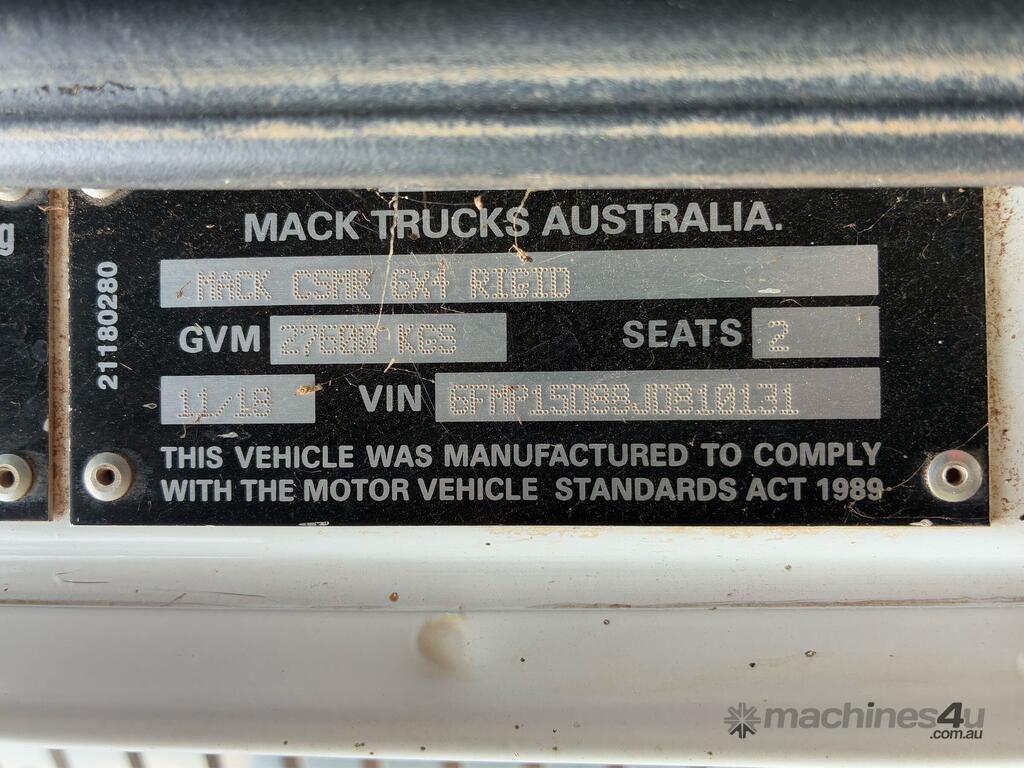 g
21180280
MACK TRUCKS AUSTRALIA.
MACK CSMR 6X4 RIGID
GVM 27600 KGS SEATS 2
11/18 VIN 6FMP15D88JD810131
THIS VEHICLE WAS MANUFACTURED TO COMPLY
WITH THE MOTOR VEHICLE STANDARDS ACT 1989
machines4u
.com.au